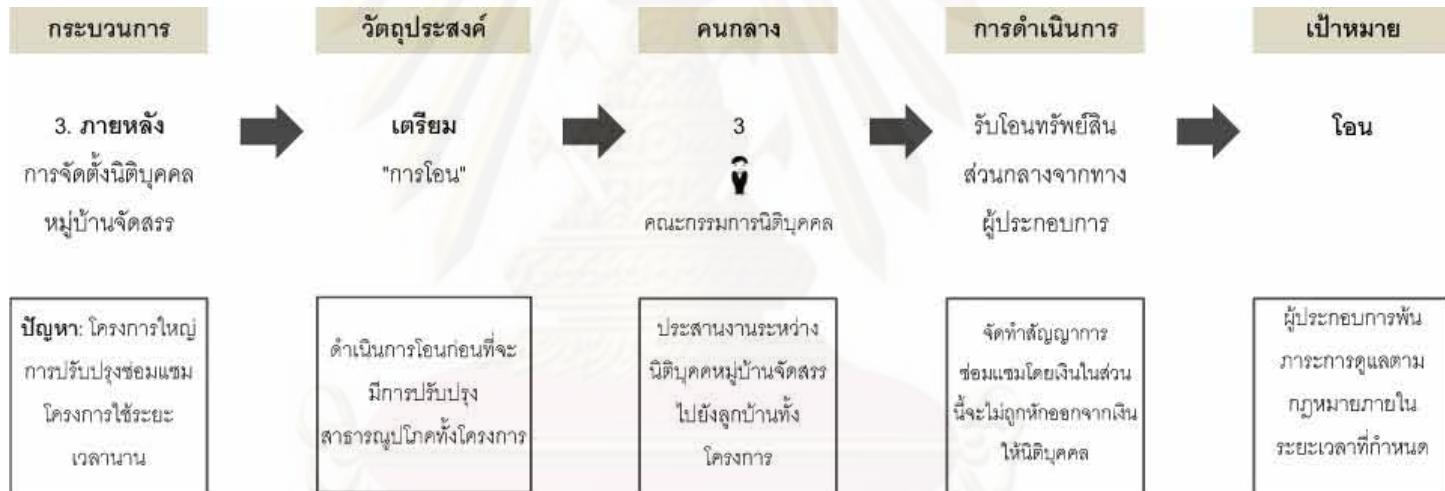 กระบวนการ
วัตถุประสงค์
คนกลาง
การดำเนินการ
เป้าหมาย
3. ภายหลัง
การจัดตั้งนิติบุคคล
หมู่บ้านจัดสรร
เตรียม
"การโอน"
3
คณะกรรมการนิติบุคคล
รับโอนทรัพย์สิน
ส่วนกลางจากทาง
ผู้ประกอบการ
โอน
ปัญหา: โครงการใหญ่
การปรับปรุงซ่อมแซม
โครงการใช้ระยะ
เวลานาน
ดำเนินการโอนก่อนที่จะ
มีการปรับปรุง
สาธารณูปโภคทั้งโครงการ
ประสานงานระหว่าง
นิติบุคคหมู่บ้านจัดสรร
ไปยังลูกบ้านทั้ง
โครงการ
จัดทำสัญญาการ
ซ่อมแซมโดยเงินในส่วน
นี้จะไม่ถูกหักออกจากเงิน
ให้นิติบุคคล
ผู้ประกอบการพ้น
ภาระการดูแลตาม
กฎหมายภายใน
ระยะเวลาที่กำหนด